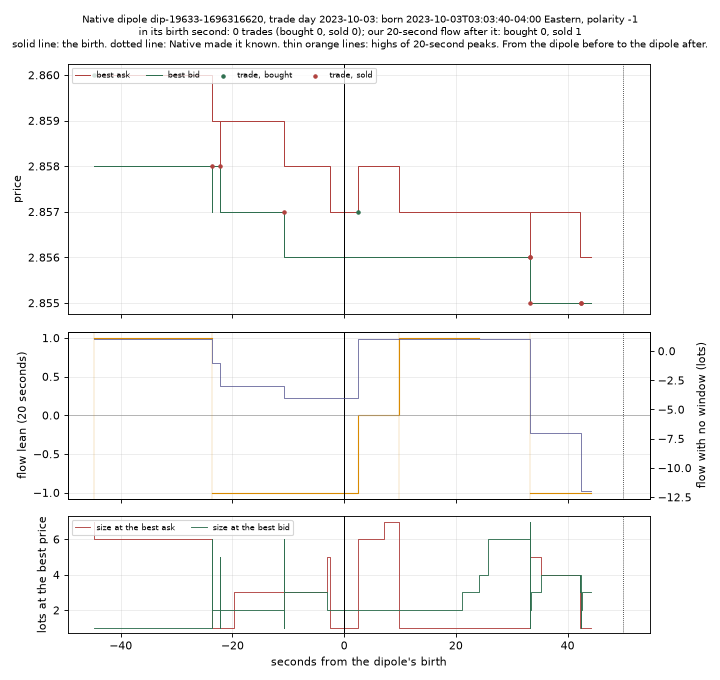 Native dipole dip-19633-1696316620, trade day 2023-10-03: born 2023-10-03T03:03:40-04:00 Eastern, polarity -1
in its birth second: 0 trades (bought 0, sold 0); our 20-second flow after it: bought 0, sold 1
solid line: the birth. dotted line: Native made it known. thin orange lines: highs of 20-second peaks. From the dipole before to the dipole after.
best ask
best bid
trade, bought
trade, sold
2.860
2.859
2.858
2.857
2.856
2.855
price
1.0
0.5
0.0
−0.5
−1.0
flow lean (20 seconds)
0.0
−2.5
−5.0
−7.5
−10.0
−12.5
flow with no window (lots)
size at the best ask
size at the best bid
6
4
2
lots at the best price
−40
−20
0
20
40
seconds from the dipole's birth